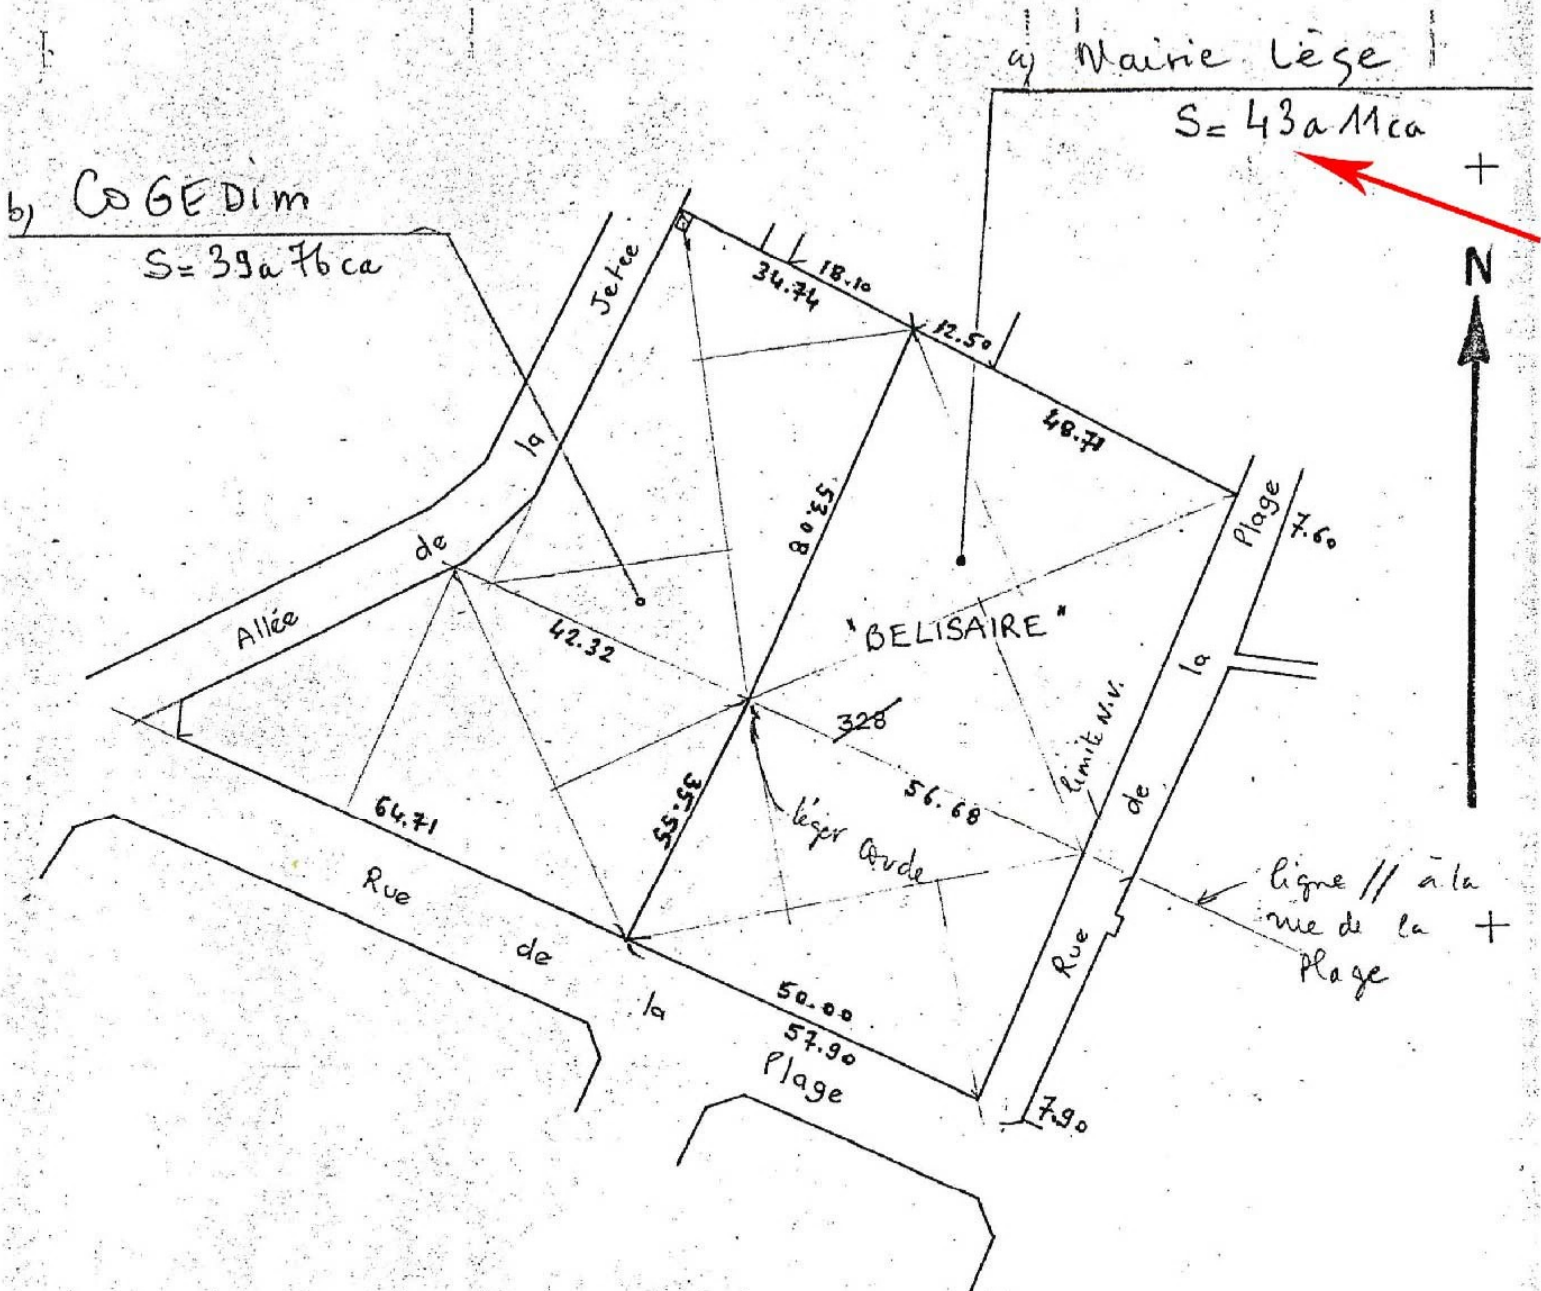 a) Mairie Lège
S= 43a 11ca
b) COGEDIM
S= 39a 76ca
N
Jetée
la
de
Allée
34.74
18.10
12.50
48.71
53.08
Plage
7.60
la
de
Rue
"BELISAIRE"
42.32
328
limite N.V.
56.68
35.55
léger coude
64.71
ligne // à la
rue de la
Plage
Rue
de
la
Plage
50.00
57.90
7.90